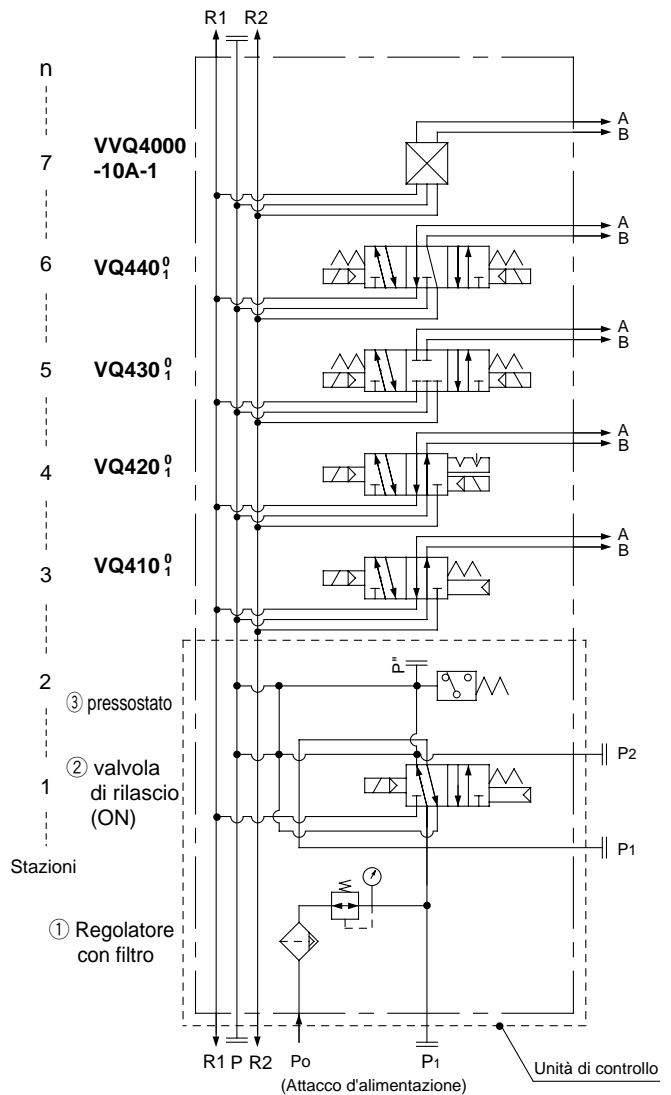 R1 R2
n
VVQ4000
-10A-1
A
B
7
A
B
6
VQ440 0 1
A
B
5
VQ430 0 1
A
B
4
VQ420 0 1
A
B
3
VQ410 0 1
P"
2
③ pressostato
P2
② valvola
di rilascio
(ON)
1
P1
Stazioni
① Regolatore
con filtro
R1 P R2 Po P1
(Attacco d'alimentazione)
Unità di controllo